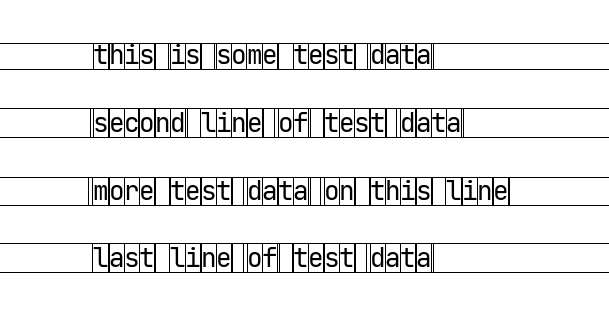 this is some test data
second line of test data
more test data on this line
last line of test data